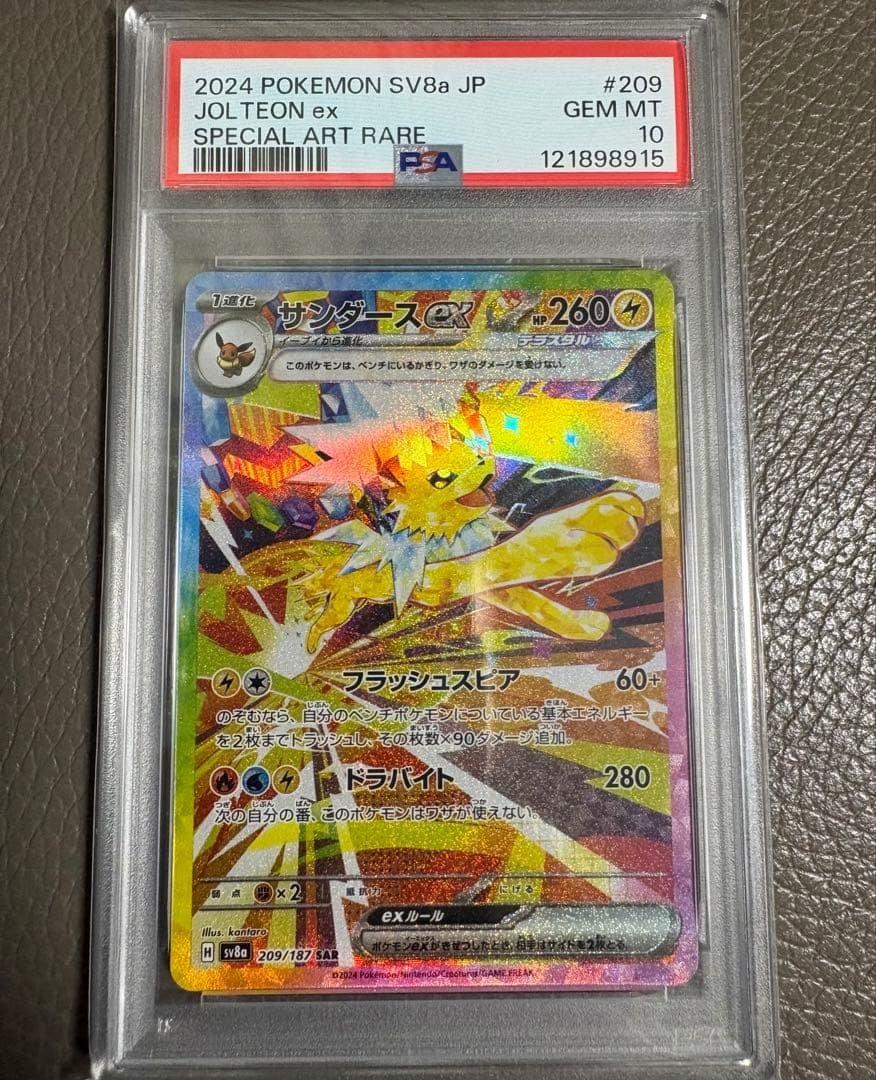 2024 POKEMON SV8a JP #209
JOLTEON ex GEM MT
SPECIAL ART RARE 10
PSA 121898915
1進化 サンダースex HP260
イーブイから進化 テラスタル
このポケモンは、ベンチにいるかぎり、ワザのダメージを受けない。
フラッシュスピア 60+
のぞむなら、自分のベンチポケモンについている基本エネルギー
を2枚までトラッシュし、その枚数×90ダメージ追加。
ドラバイト 280
次の自分の番、このポケモンはワザが使えない。
弱点 ×2 抵抗力 にげる
exルール
ポケモンexがきぜつしたとき、相手はサイドを2枚とる。
Illus. kantaro
H sv8a 209/187 SAR
©2024 Pokémon/Nintendo/Creatures/GAME FREAK